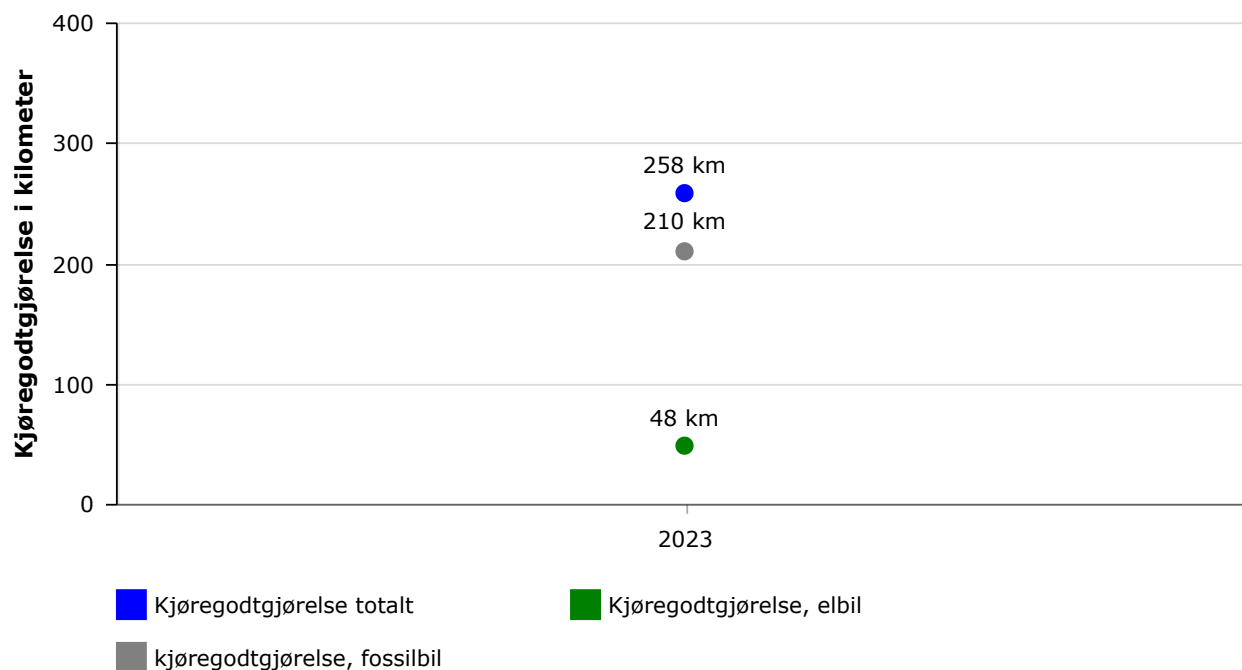 Kjøregodtgjørelse i kilometer
400
300
200
100
0
258 km
210 km
48 km
2023
Kjøregodtgjørelse totalt
Kjøregodtgjørelse, elbil
kjøregodtgjørelse, fossilbil